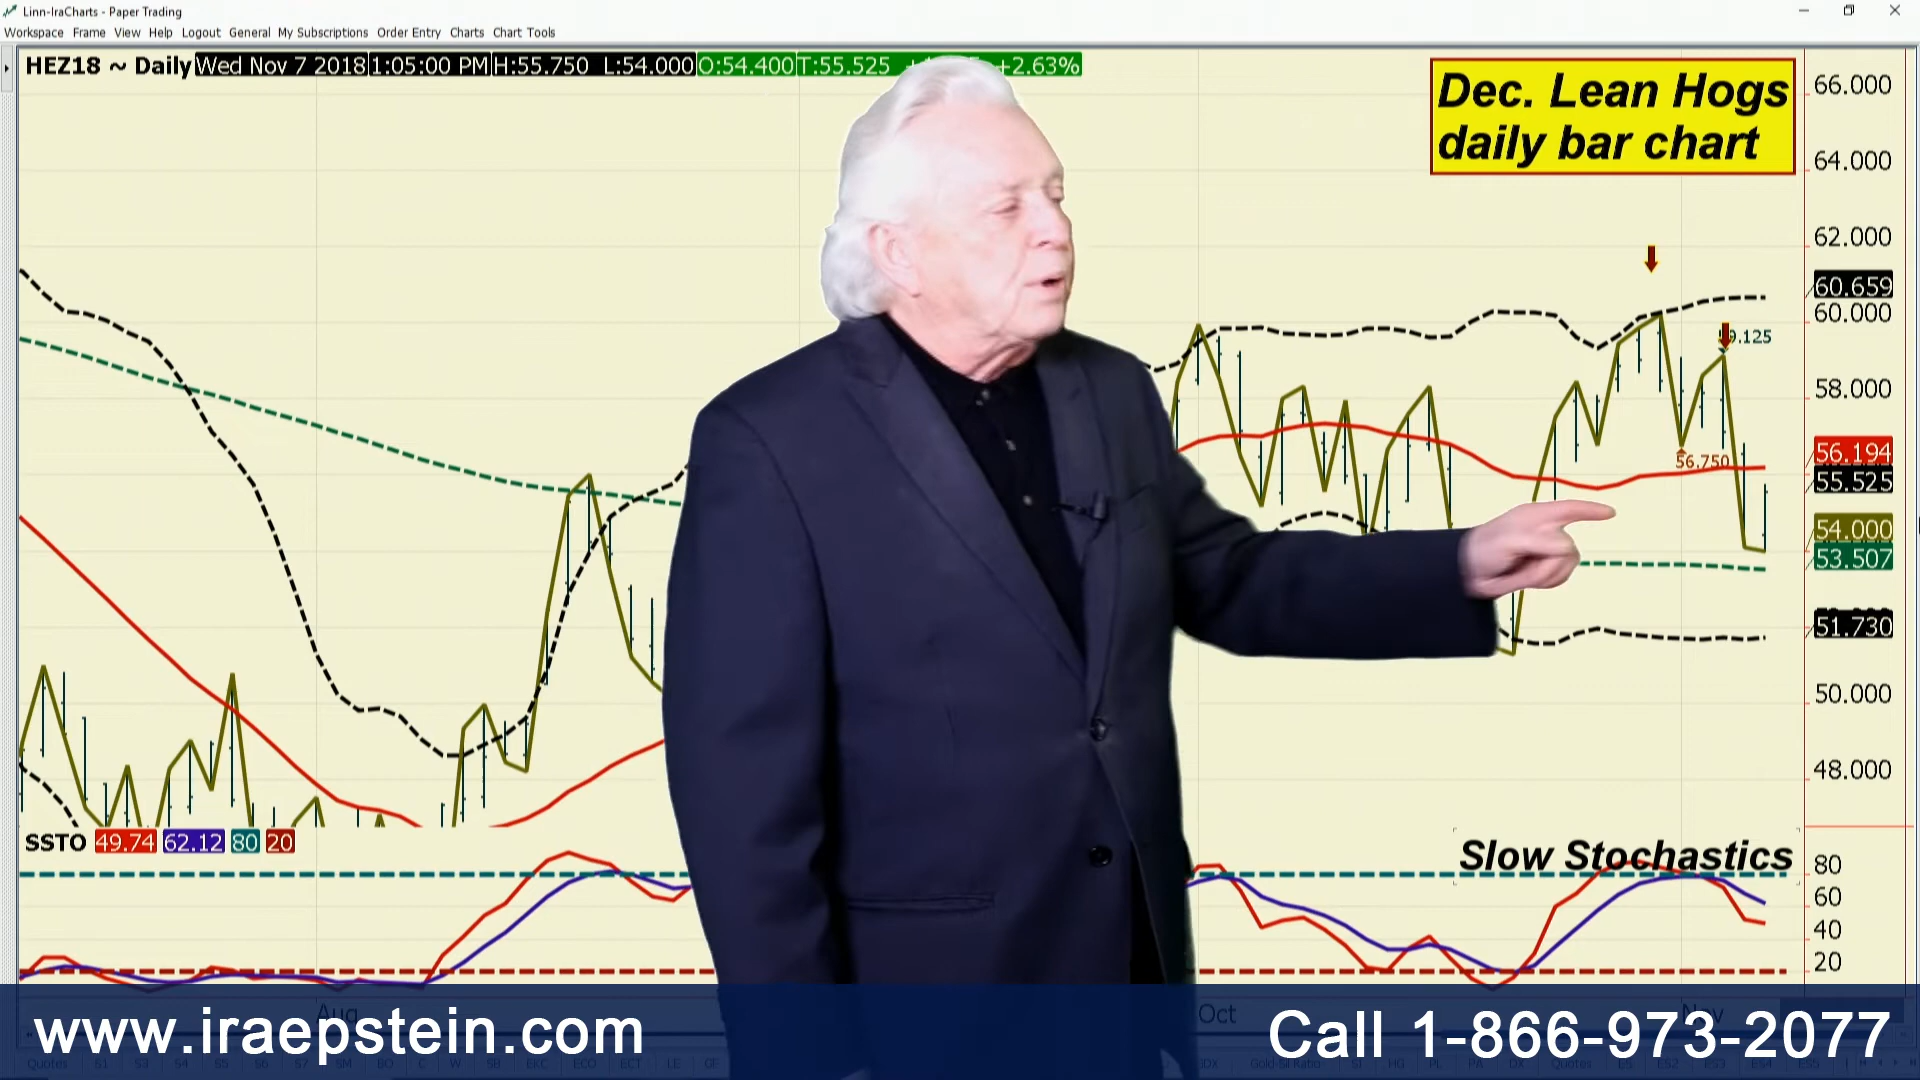 Linn-IraCharts - Paper Trading
Workspace Frame View Help Logout General My Subscriptions Order Entry Charts Chart Tools
HEZ18 ~ Daily Wed Nov 7 2018 1:05:00 PM H:55.750 L:54.000 O:54.400 T:55.525 +2.63%
Dec. Lean Hogs
daily bar chart
66.000
64.000
62.000
60.659
60.000
9.125
58.000
56.194
56.750
55.525
54.000
53.507
51.730
50.000
48.000
SSTO 49.74 62.12 80 20
Slow Stochastics
80
60
40
20
Aug Oct Nov
www.iraepstein.com
Call 1-866-973-2077